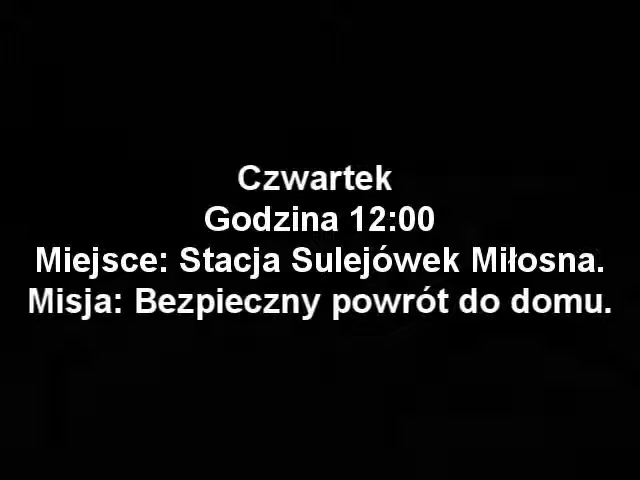 Czwartek
Godzina 12:00
Miejsce: Stacja Sulejówek Miłosna.
Misja: Bezpieczny powrót do domu.